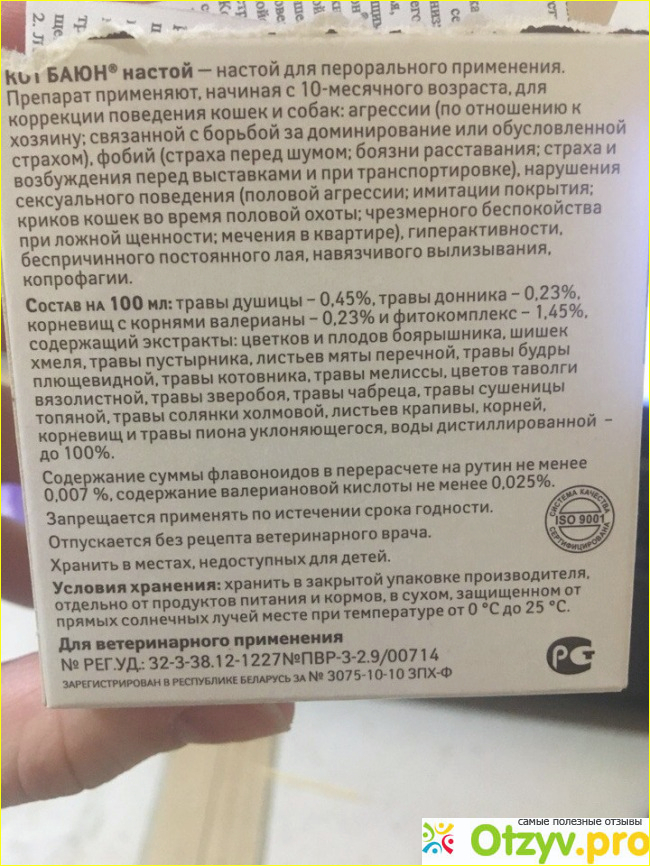 КОТ БАЮН® настой – настой для перорального применения.
Препарат применяют, начиная с 10-месячного возраста, для
коррекции поведения кошек и собак: агрессии (по отношению к
хозяину; связанной с борьбой за доминирование или обусловленной
страхом), фобий (страха перед шумом; боязни расставания; страха и
возбуждения перед выставками и при транспортировке), нарушения
сексуального поведения (половой агрессии; имитации покрытия;
криков кошек во время половой охоты; чрезмерного беспокойства
при ложной щенности; мечения в квартире), гиперактивности,
беспричинного постоянного лая, навязчивого вылизывания,
копрофагии.
Состав на 100 мл: травы душицы – 0,45%, травы донника – 0,23%,
корневищ с корнями валерианы – 0,23% и фитокомплекс – 1,45%,
содержащий экстракты: цветков и плодов боярышника, шишек
хмеля, травы пустырника, листьев мяты перечной, травы будры
плющевидной, травы котовника, травы мелиссы, цветов таволги
вязолистной, травы зверобоя, травы чабреца, травы сушеницы
топяной, травы солянки холмовой, листьев крапивы, корней,
корневищ и травы пиона уклоняющегося, воды дистиллированной –
до 100%.
Содержание суммы флавоноидов в перерасчете на рутин не менее
0,007 %, содержание валериановой кислоты не менее 0,025%.
Запрещается применять по истечении срока годности.
Отпускается без рецепта ветеринарного врача.
Хранить в местах, недоступных для детей.
СИСТЕМА КАЧЕСТВА
ISO 9001
СЕРТИФИЦИРОВАНА
Условия хранения: хранить в закрытой упаковке производителя,
отдельно от продуктов питания и кормов, в сухом, защищенном от
прямых солнечных лучей месте при температуре от 0 °C до 25 °C.
Для ветеринарного применения
№ РЕГ.УД.: 32-3-38.12-1227№ПВР-3-2.9/00714
ЗАРЕГИСТРИРОВАН В РЕСПУБЛИКЕ БЕЛАРУСЬ ЗА № 3075-10-10 ЗПХ-Ф
РСТ
самые полезные отзывы
Otzyv.pro